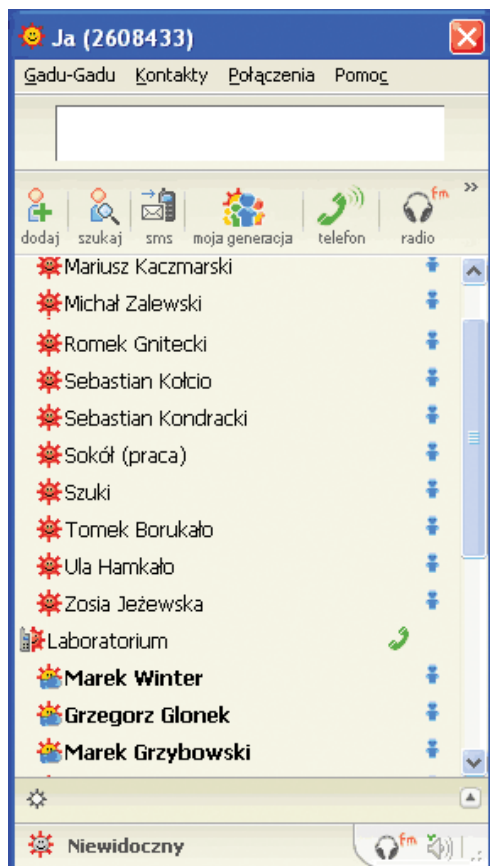 Ja (2608433)
Gadu-Gadu Kontakty Połączenia Pomoc
fm
dodaj szukaj sms moja generacja telefon radio
Mariusz Kaczmarski
Michał Zalewski
Romek Gnitecki
Sebastian Kołcio
Sebastian Kondracki
Sokół (praca)
Szuki
Tomek Borukało
Ula Hamkało
Zosia Jeżewska
Laboratorium
Marek Winter
Grzegorz Glonek
Marek Grzybowski
Niewidoczny fm